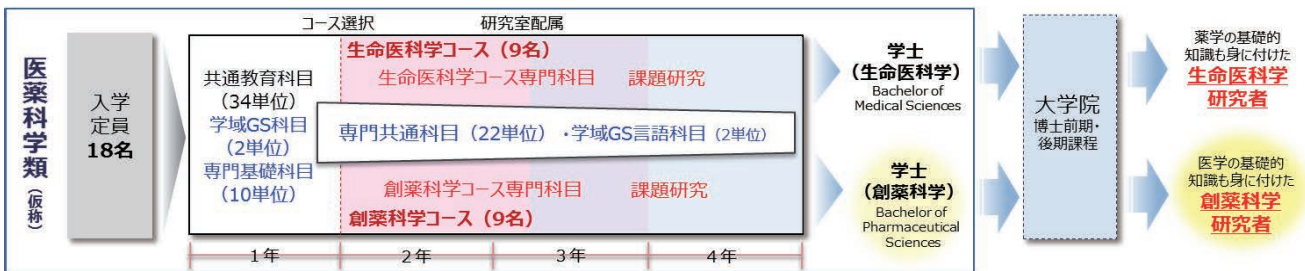 医薬科学類
（仮称）
入学
定員
18名
コース選択
研究室配属
生命医科学コース（9名）
生命医科学コース専門科目
課題研究
共通教育科目
（34単位）
学域GS科目
（2単位）
専門基礎科目
（10単位）
専門共通科目（22単位）・学域GS言語科目（2単位）
創薬科学コース専門科目
課題研究
創薬科学コース（9名）
1年
2年
3年
4年
学士
（生命医科学）
Bachelor of
Medical Sciences
学士
（創薬科学）
Bachelor of
Pharmaceutical
Sciences
大学院
博士前期・
後期課程
薬学の基礎的
知識も身に付けた
生命医科学
研究者
医学の基礎的
知識も身に付けた
創薬科学
研究者